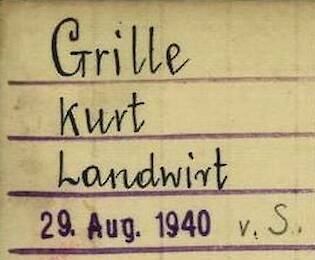 Grille
Kurt
Landwirt
29. Aug. 1940 v. S.